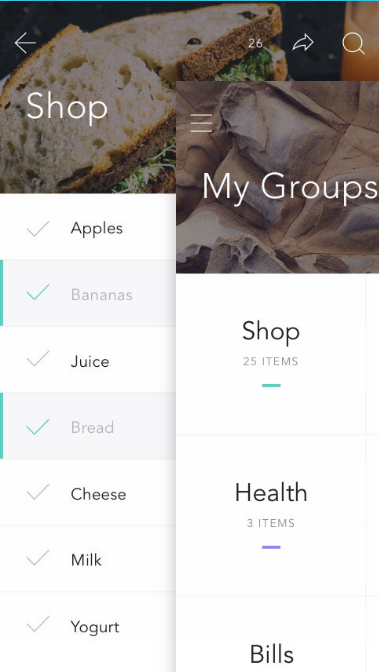 26
Shop
Apples
Bananas
Juice
Bread
Cheese
Milk
Yogurt
My Groups
Shop
25 ITEMS
Health
3 ITEMS
Bills